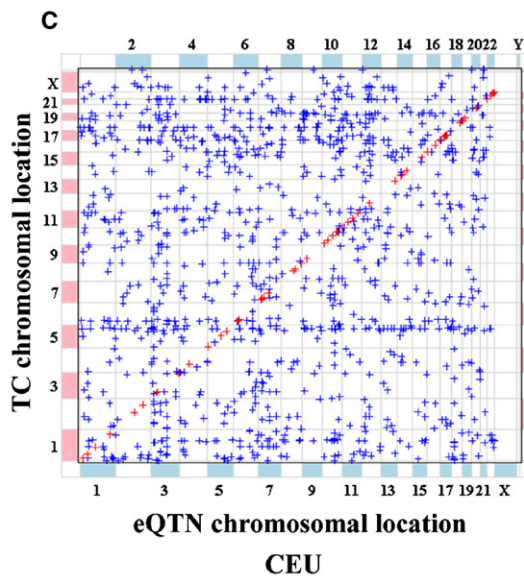 C
2 4 6 8 10 12 14 16 18 20 22 Y
X
21
19
17
15
13
11
9
7
5
3
1
TC chromosomal location
1 3 5 7 9 11 13 15 17 19 21 X
eQTN chromosomal location
CEU